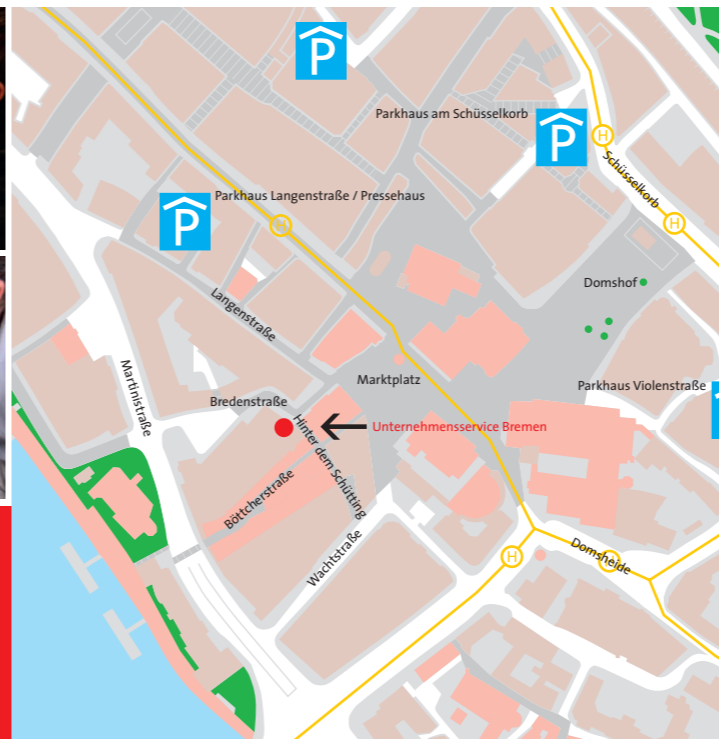 P
Parkhaus am Schüsselkorb
P
H
Schüsselkorb
Parkhaus Langenstraße / Pressehaus
P
H
H
Domshof
Langenstraße
Martinistraße
Marktplatz
Parkhaus Violenstraße
Bredenstraße
Unternehmensservice Bremen
Hinter dem Schütting
Böttcherstraße
Wachtstraße
H
Domsheide
H